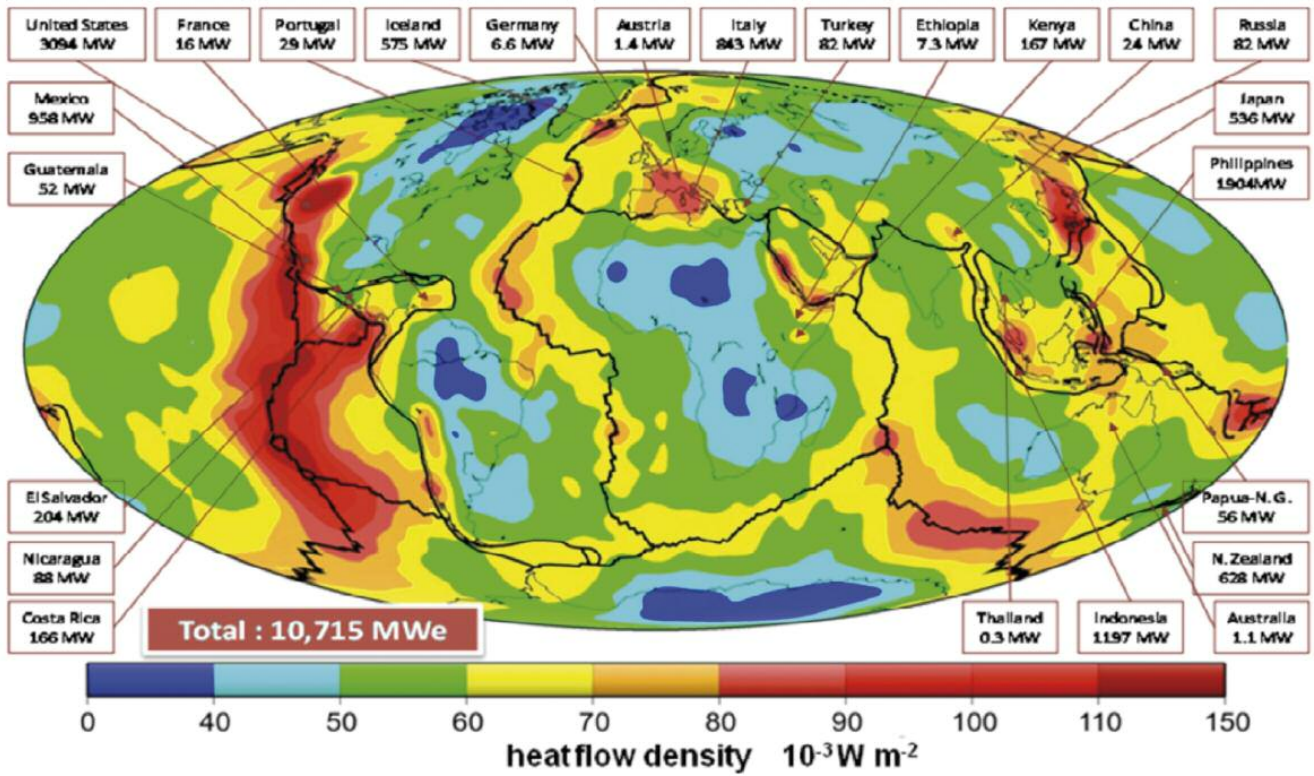 United States
3094 MW
France
16 MW
Portugal
29 MW
Iceland
575 MW
Germany
6.6 MW
Austria
1.4 MW
Italy
843 MW
Turkey
82 MW
Ethiopia
7.3 MW
Kenya
167 MW
China
24 MW
Russia
82 MW
Mexico
958 MW
Japan
536 MW
Guatemala
52 MW
Philippines
1904MW
El Salvador
204 MW
Papua-N.G.
56 MW
Nicaragua
88 MW
N.Zealand
628 MW
Costa Rica
166 MW
Total : 10,715 MWe
Thailand
0.3 MW
Indonesia
1197 MW
Australia
1.1 MW
0 40 50 60 70 80 90 100 110 150
heat flow density 10⁻³ W m⁻²